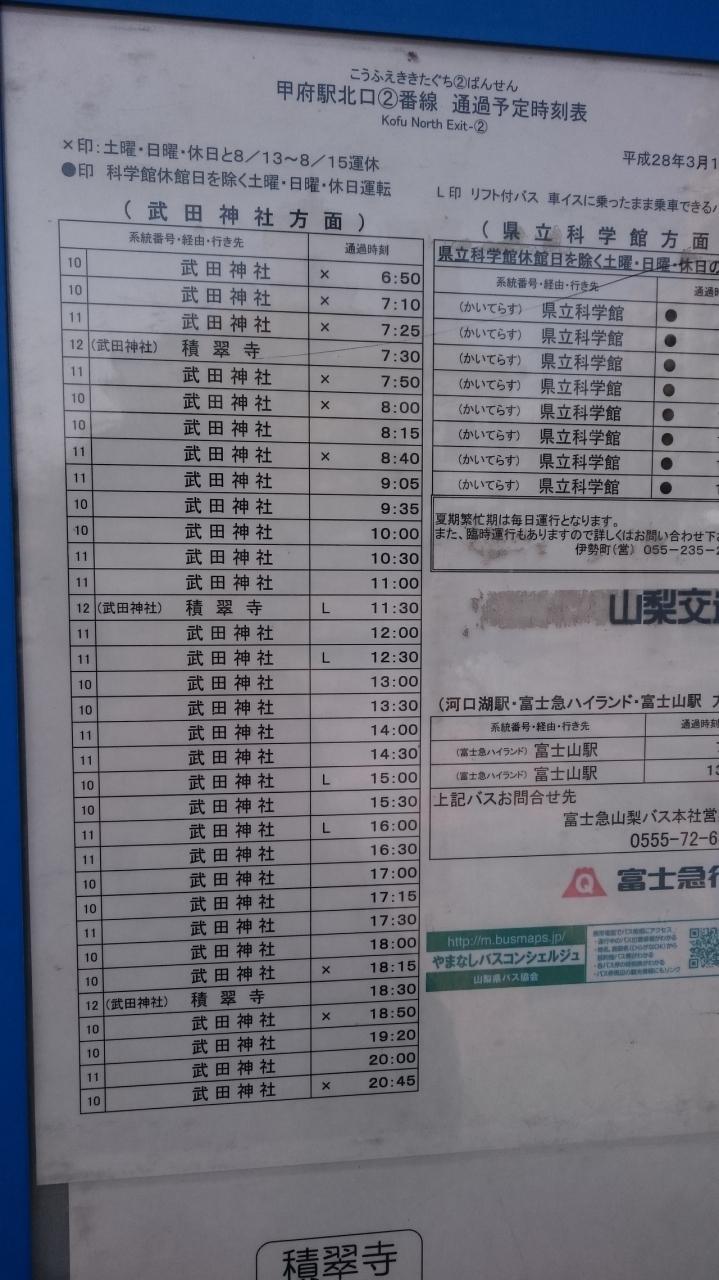 こうふえききたぐち②ばんせん
甲府駅北口②番線 通過予定時刻表
Kofu North Exit-②
×印:土曜・日曜・休日と8/13~8/15運休
平成28年3月1
●印 科学館休館日を除く土曜・日曜・休日運転
L印 リフト付バス 車イスに乗ったまま乗車できるバ
(武田神社方面)
系統番号・経由・行き先 通過時刻
10 武田神社 × 6:50
10 武田神社 × 7:10
11 武田神社 × 7:25
12 (武田神社) 積翠寺 7:30
11 武田神社 × 7:50
10 武田神社 × 8:00
10 武田神社 8:15
11 武田神社 × 8:40
11 武田神社 9:05
10 武田神社 9:35
10 武田神社 10:00
11 武田神社 10:30
11 武田神社 11:00
12 (武田神社) 積翠寺 L 11:30
11 武田神社 12:00
11 武田神社 L 12:30
10 武田神社 13:00
10 武田神社 13:30
11 武田神社 14:00
11 武田神社 14:30
10 武田神社 L 15:00
10 武田神社 15:30
11 武田神社 L 16:00
11 武田神社 16:30
10 武田神社 17:00
10 武田神社 17:15
11 武田神社 17:30
10 武田神社 18:00
10 武田神社 × 18:15
12 (武田神社) 積翠寺 18:30
10 武田神社 × 18:50
10 武田神社 19:20
11 武田神社 20:00
10 武田神社 × 20:45
(県立科学館方面
県立科学館休館日を除く土曜・日曜・休日の
系統番号・経由・行き先 通過時
(かいてらす) 県立科学館 ●
(かいてらす) 県立科学館 ●
(かいてらす) 県立科学館 ●
(かいてらす) 県立科学館 ●
(かいてらす) 県立科学館 ●
(かいてらす) 県立科学館 ●
(かいてらす) 県立科学館 ●
(かいてらす) 県立科学館 ●
夏期繁忙期は毎日運行となります。
また、臨時運行もありますので詳しくはお問い合わせ下さ
伊勢町(営) 055-235-2
山梨交通
(河口湖駅・富士急ハイランド・富士山駅 方
系統番号・経由・行き先 通過時刻
(富士急ハイランド) 富士山駅
(富士急ハイランド) 富士山駅 13
上記バスお問合せ先
富士急山梨バス本社営
0555-72-6
富士急行
http://m.busmaps.jp/
やまなしバスコンシェルジュ
山梨県バス協会
積翠寺